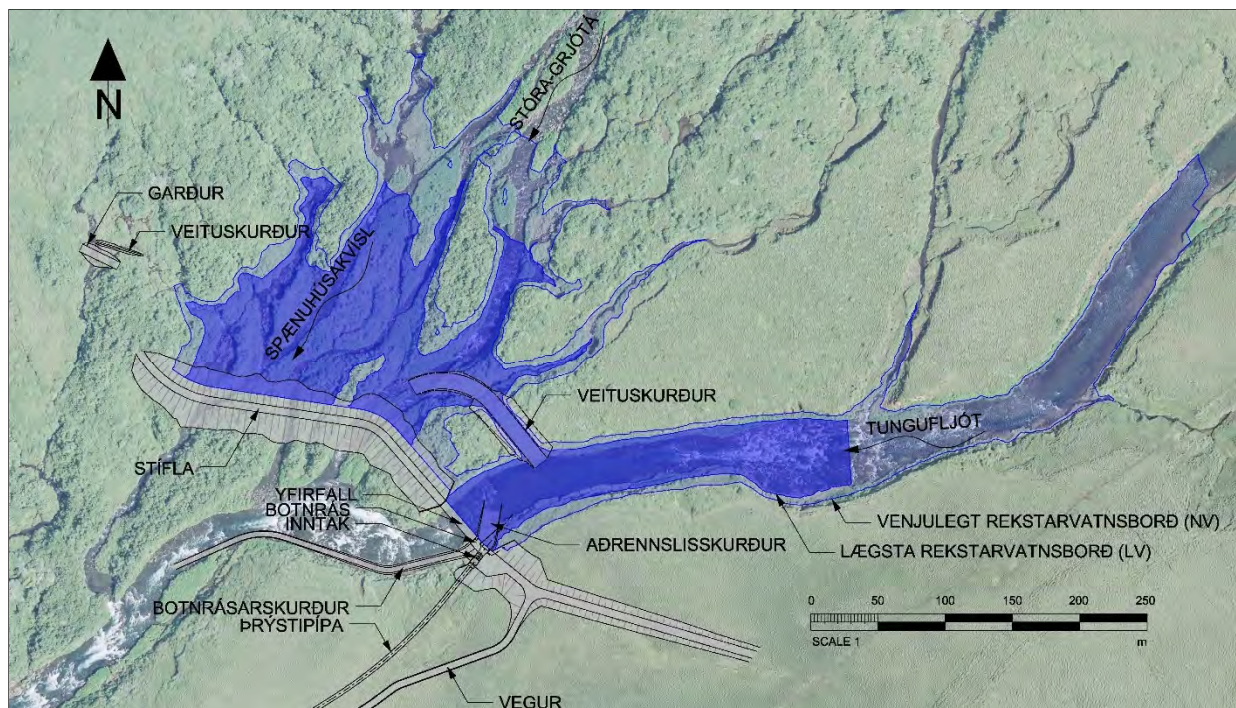 N
STÓRA-GRJÓTÁ
GARÐUR
VEITUSKURÐUR
SPÆNUHÚSAKVÍSL
VEITUSKURÐUR
TUNGUFLJÓT
STÍFLA
YFIRFALL
BOTNRÁS
INNTAK
AÐRENNSLISSKURÐUR
VENJULEGT REKSTARVATNSBORÐ (NV)
LÆGSTA REKSTARVATNSBORÐ (LV)
BOTNRÁSARSKURÐUR
ÞRÝSTIPÍPA
VEGUR
0 50 100 150 200 250
SCALE 1 m